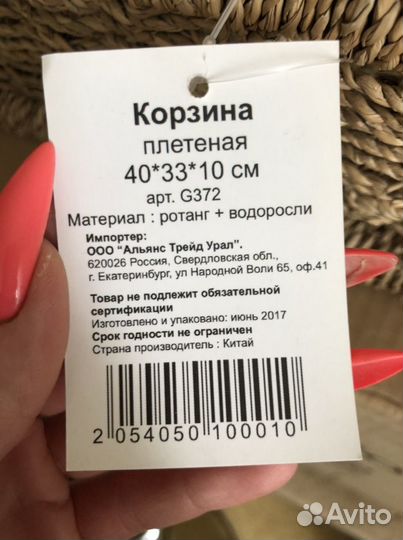 Корзина
плетеная
40*33*10 см
арт. G372
Материал : ротанг + водоросли
Импортер:
ООО "Альянс Трейд Урал".
620026 Россия, Свердловская обл.,
г. Екатеринбург, ул Народной Воли 65, оф.41
Товар не подлежит обязательной
сертификации
Изготовлено и упаковано: июнь 2017
Срок годности не ограничен
Страна производитель : Китай
2 054050 100010
Avito